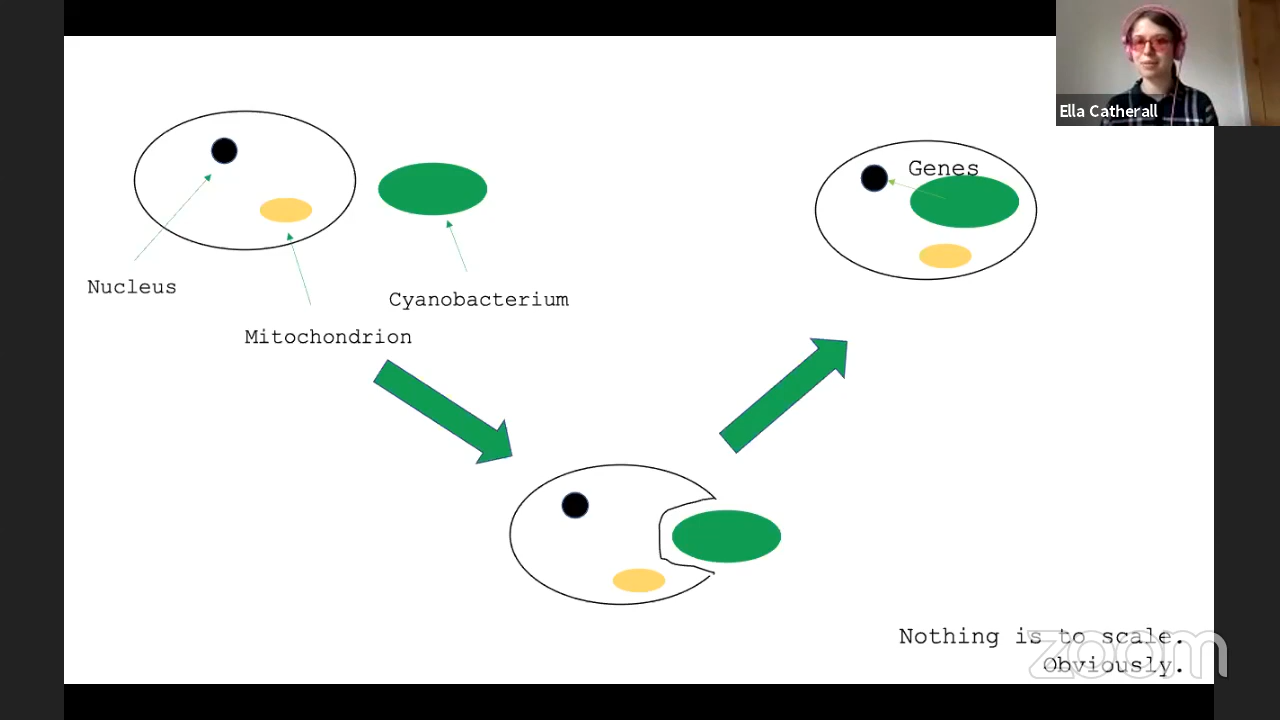 Ella Catherall
Genes
Nucleus
Cyanobacterium
Mitochondrion
Nothing is to scale.
Obviously.
zoom